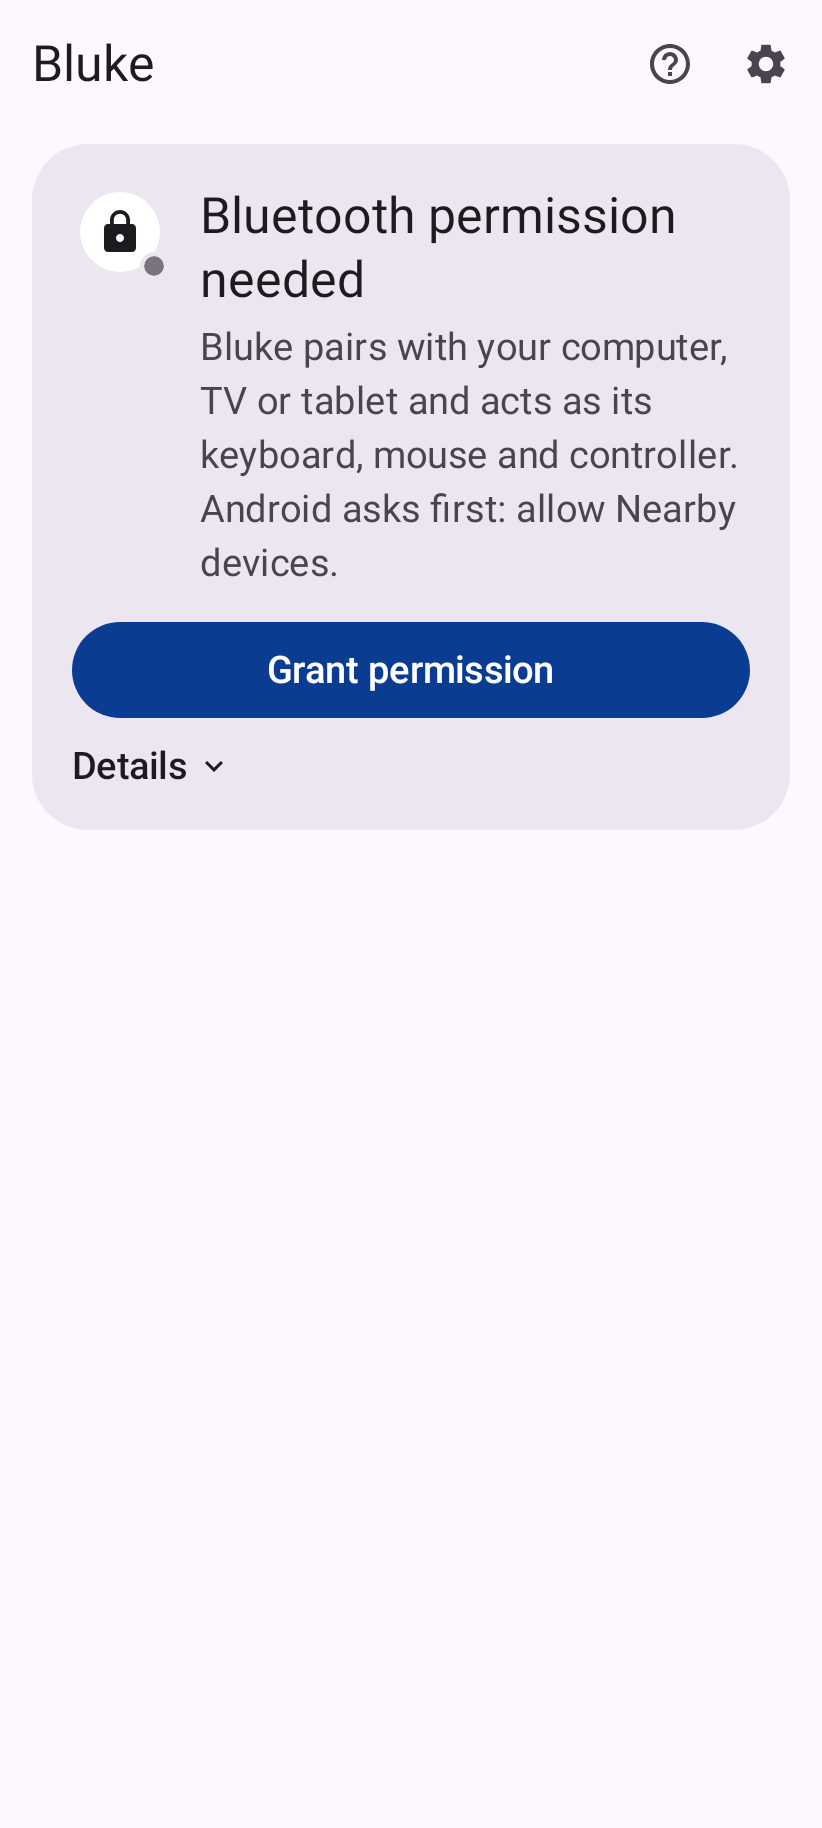 Bluke
Bluetooth permission
needed
Bluke pairs with your computer,
TV or tablet and acts as its
keyboard, mouse and controller.
Android asks first: allow Nearby
devices.
Grant permission
Details